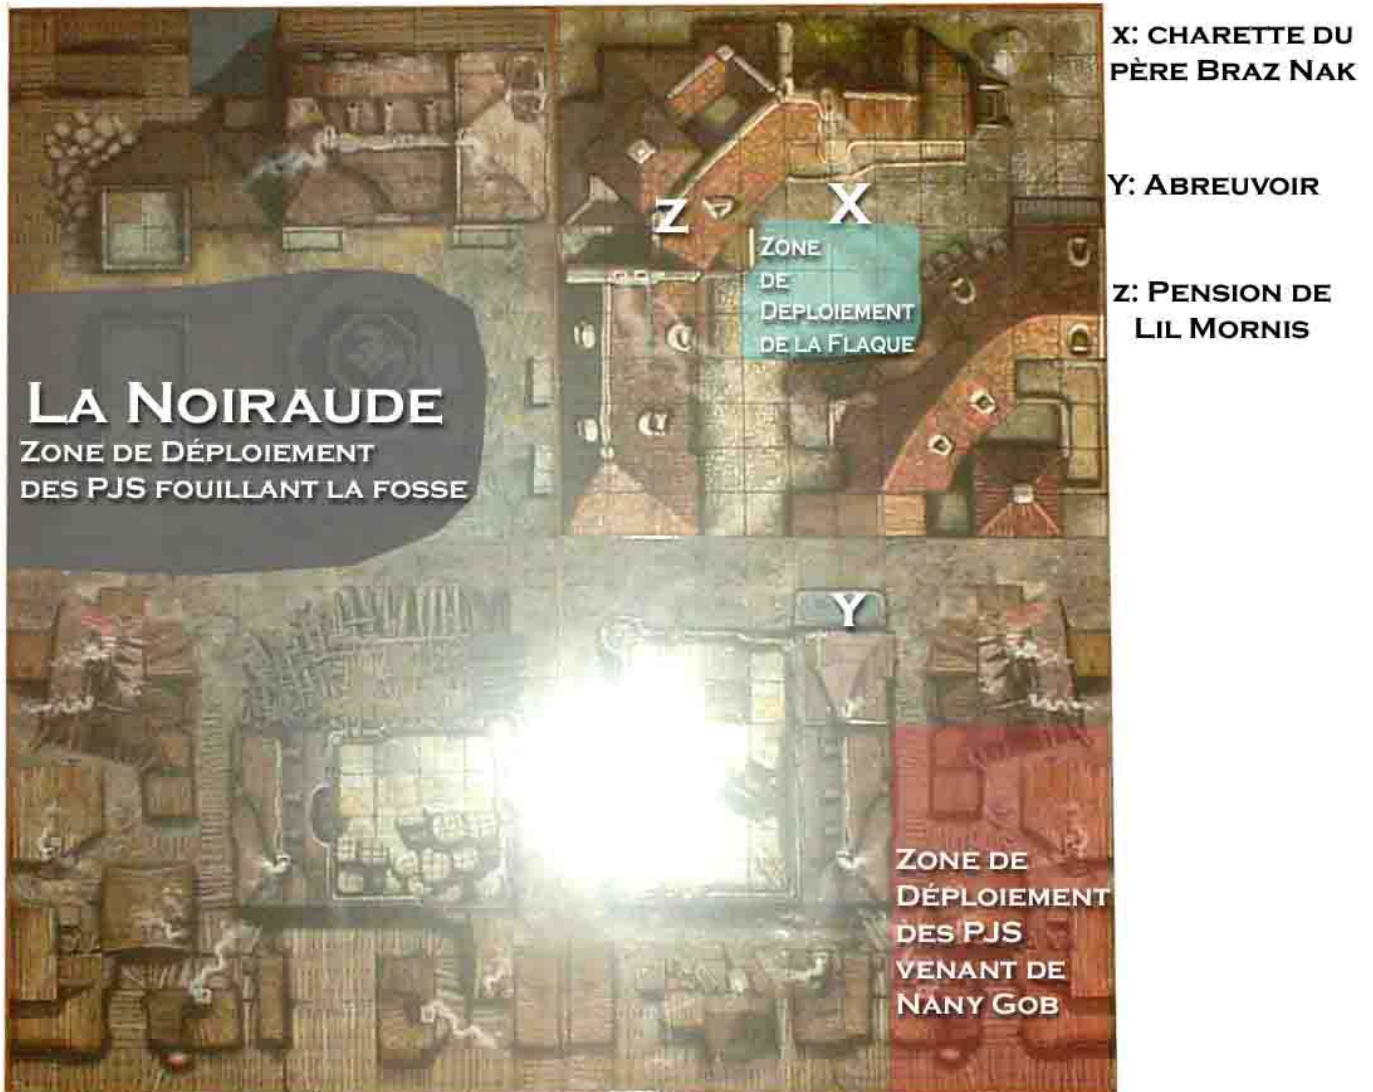 x: CHARETTE DU
PÈRE BRAZ NAK
Y: ABREUVOIR
z: PENSION DE
LIL MORNIS
X
Z
ZONE
DE
DEPLOIEMENT
DE LA FLAQUE
LA NOIRAUDE
ZONE DE DÉPLOIEMENT
DES PJS FOUILLANT LA FOSSE
Y
ZONE DE
DÉPLOIEMENT
DES PJS
VENANT DE
NANY GOB